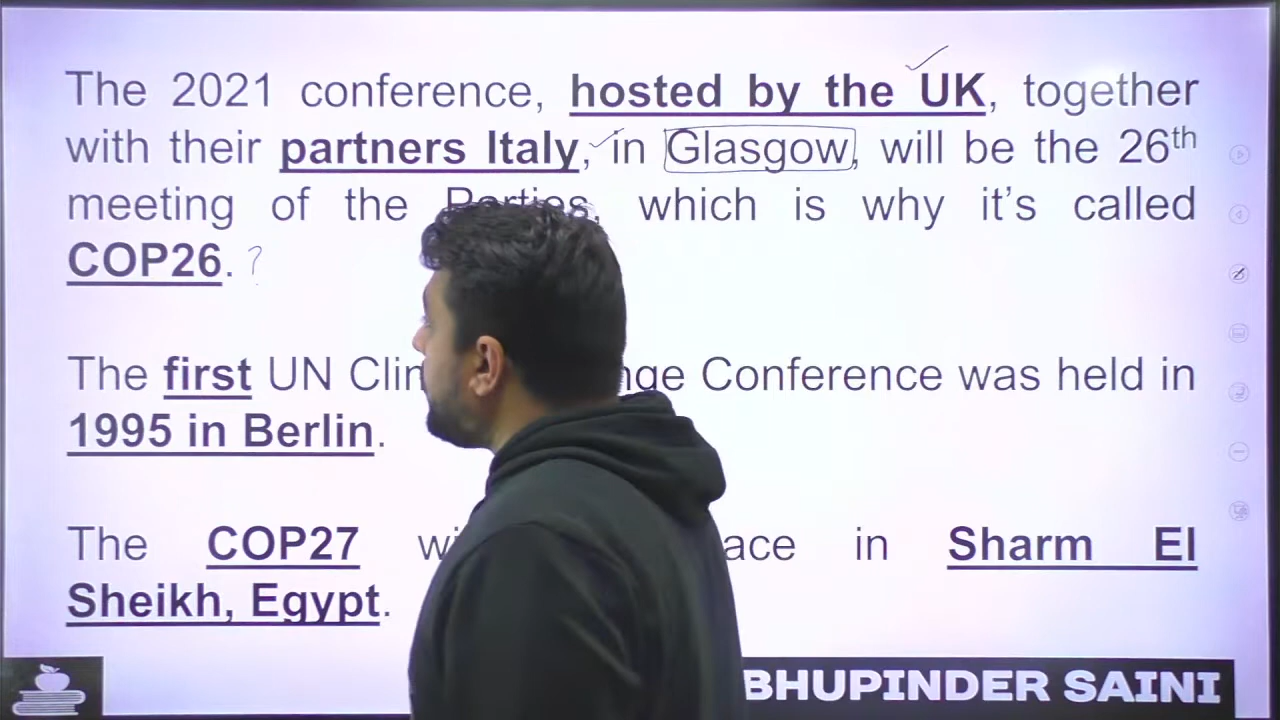 The 2021 conference, hosted by the UK, together
with their partners Italy, in Glasgow, will be the 26th
meeting of the Parties, which is why it's called
COP26. ?
The first UN Clim nge Conference was held in
1995 in Berlin.
The COP27 wi ace in Sharm El
Sheikh, Egypt.
BHUPINDER SAINI